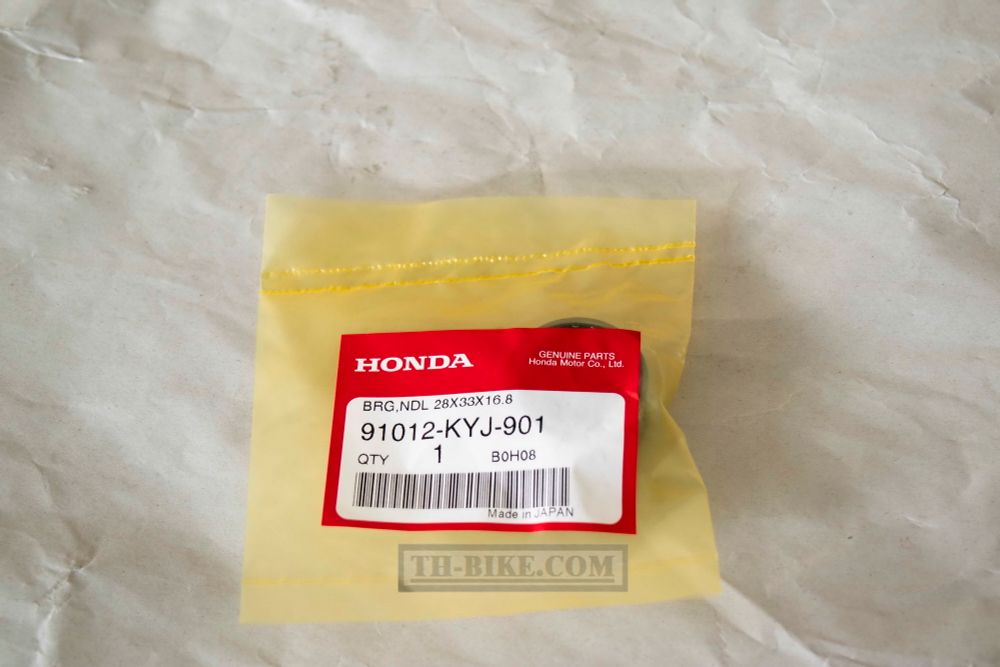 HONDA
GENUINE PARTS
Honda Motor Co., Ltd.
BRG,NDL 28X33X16.8
91012-KYJ-901
QTY 1 B0H08
Made in JAPAN
TH-BIKE.COM